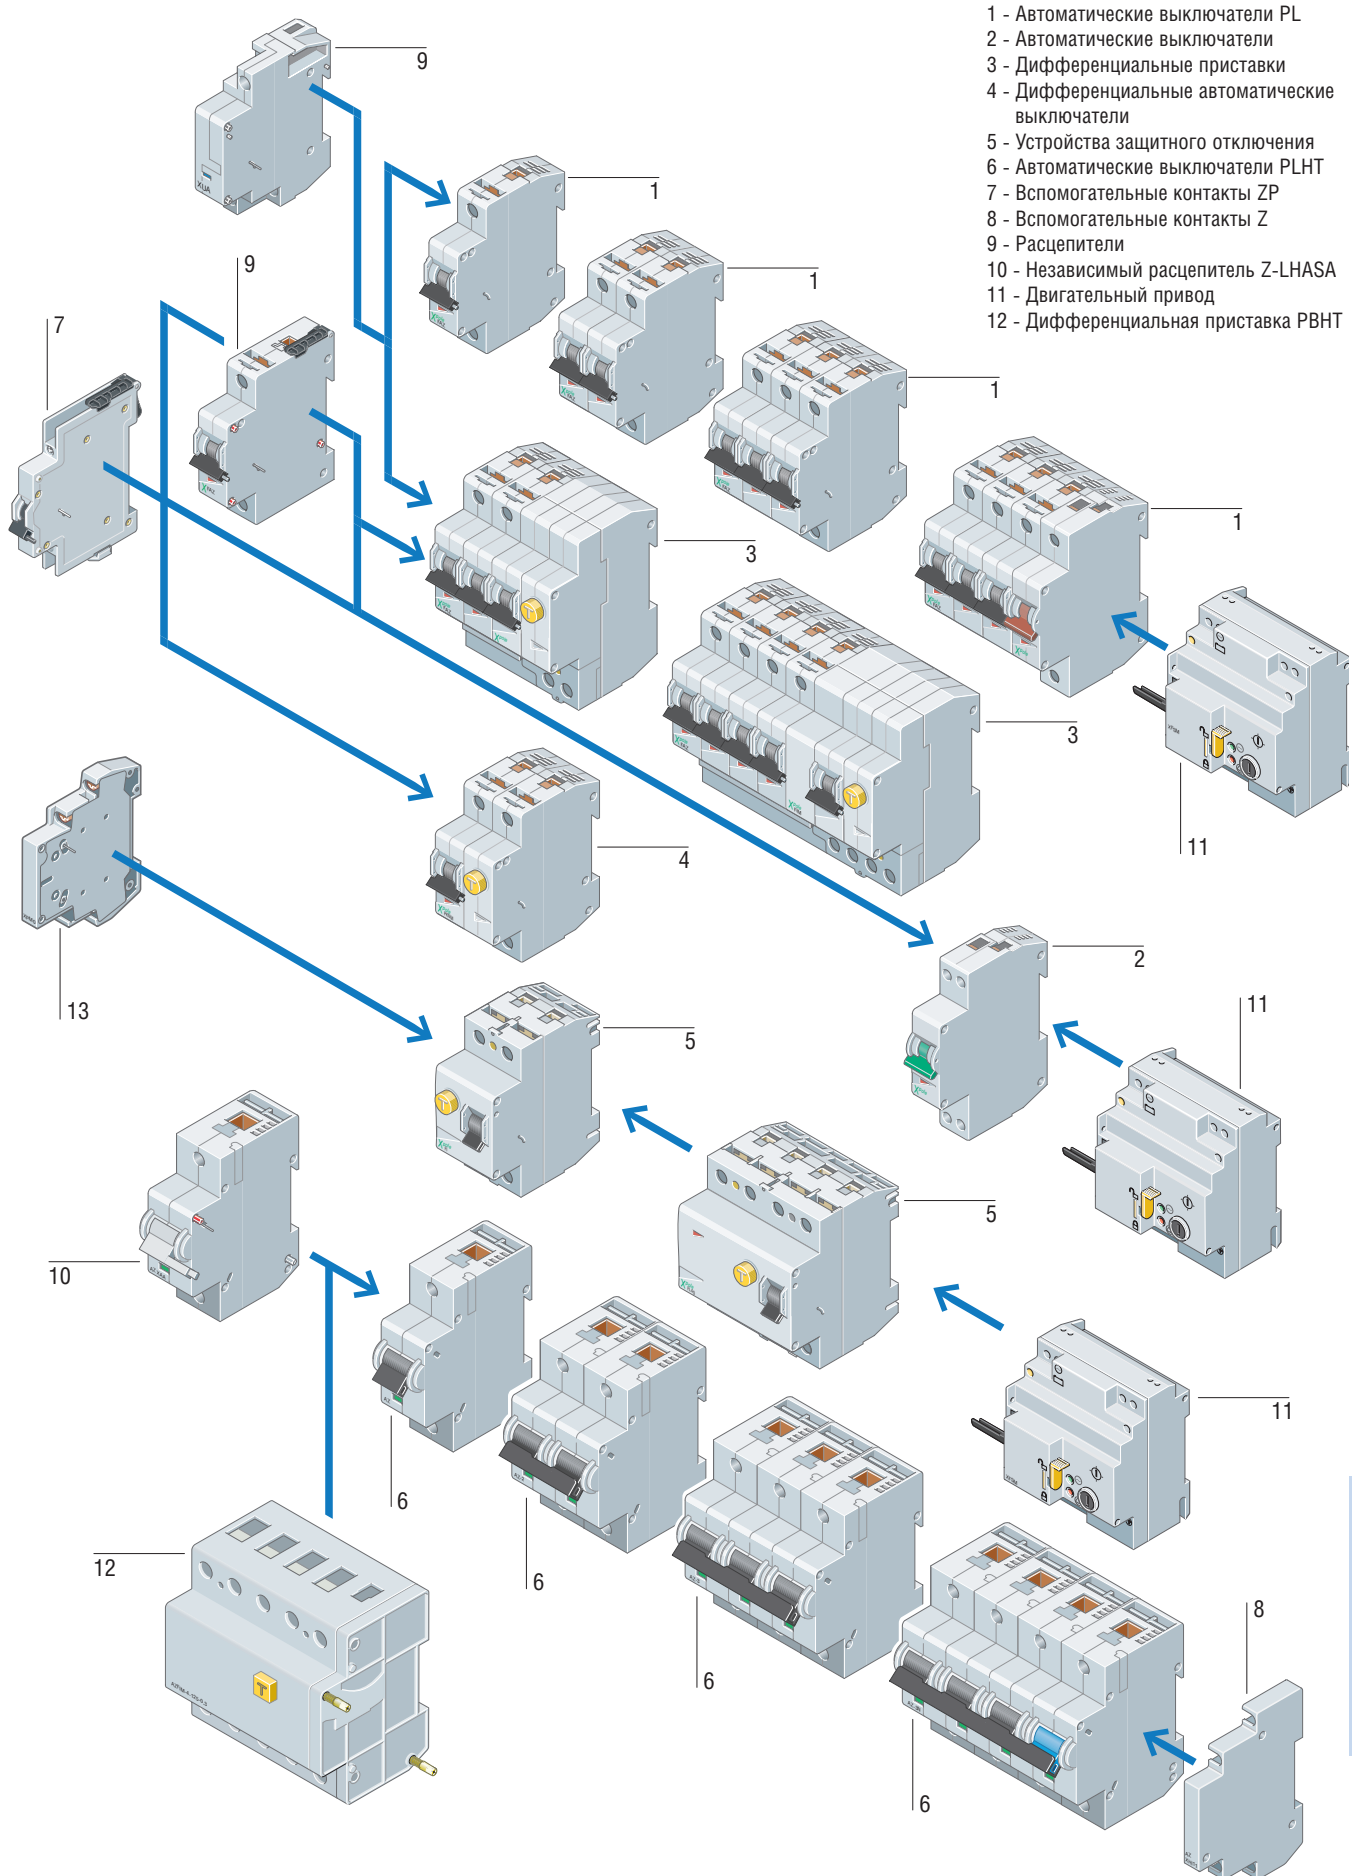 1 - Автоматические выключатели PL
2 - Автоматические выключатели
3 - Дифференциальные приставки
4 - Дифференциальные автоматические
выключатели
5 - Устройства защитного отключения
6 - Автоматические выключатели PLHT
7 - Вспомогательные контакты ZP
8 - Вспомогательные контакты Z
9 - Расцепители
10 - Независимый расцепитель Z-LHASA
11 - Двигательный привод
12 - Дифференциальная приставка PBHT
9
XUA
1
9
1
7
1
1
3
3
11
4
13
2
11
5
5
10
11
6
6
12
6
8
6